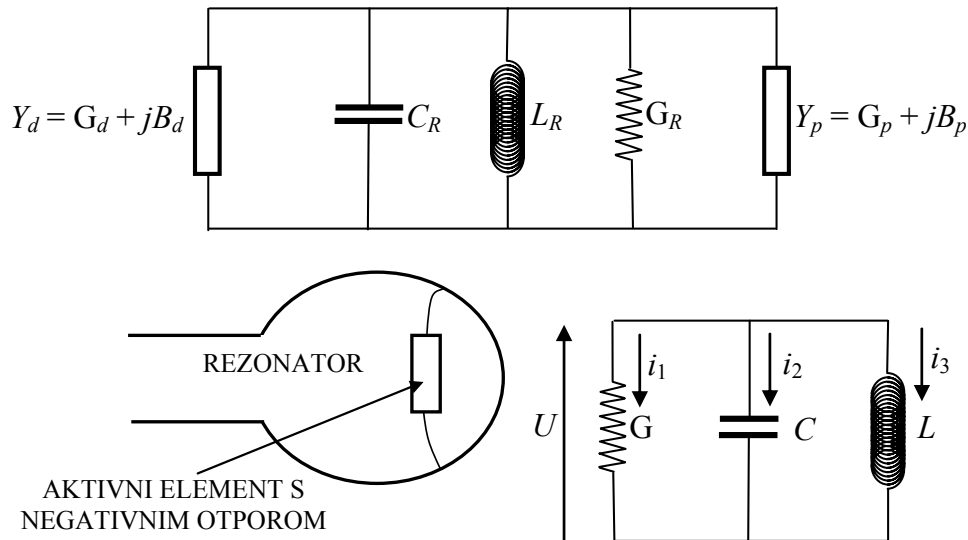 Y_d = G_d + jB_d
C_R
L_R
G_R
Y_p = G_p + jB_p
REZONATOR
AKTIVNI ELEMENT S
NEGATIVNIM OTPOROM
U
i_1
G
i_2
C
i_3
L